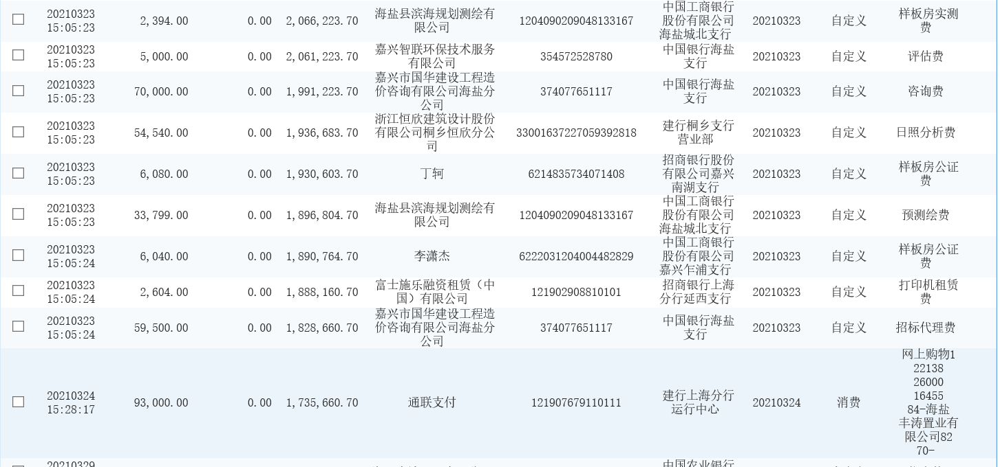 20210323 15:05:23 2,394.00 0.00 2,066,223.70 海盐县滨海规划测绘有限公司 1204090209048133167 中国工商银行股份有限公司海盐城北支行 20210323 自定义 样板房实测费
20210323 15:05:23 5,000.00 0.00 2,061,223.70 嘉兴智联环保技术服务有限公司 354572528780 中国银行海盐支行 20210323 自定义 评估费
20210323 15:05:23 70,000.00 0.00 1,991,223.70 嘉兴市国华建设工程造价咨询有限公司海盐分公司 374077651117 中国银行海盐支行 20210323 自定义 咨询费
20210323 15:05:23 54,540.00 0.00 1,936,683.70 浙江恒欣建筑设计股份有限公司桐乡恒欣分公司 33001637227059392818 建行桐乡支行营业部 20210323 自定义 日照分析费
20210323 15:05:23 6,080.00 0.00 1,930,603.70 丁轲 6214835734071408 招商银行股份有限公司嘉兴南湖支行 20210323 自定义 样板房公证费
20210323 15:05:23 33,799.00 0.00 1,896,804.70 海盐县滨海规划测绘有限公司 1204090209048133167 中国工商银行股份有限公司海盐城北支行 20210323 自定义 预测绘费
20210323 15:05:24 6,040.00 0.00 1,890,764.70 李潇杰 6222031204004482829 中国工商银行股份有限公司嘉兴乍浦支行 20210323 自定义 样板房公证费
20210323 15:05:24 2,604.00 0.00 1,888,160.70 富士施乐融资租赁（中国）有限公司 121902908810101 招商银行上海分行延西支行 20210323 自定义 打印机租赁费
20210323 15:05:24 59,500.00 0.00 1,828,660.70 嘉兴市国华建设工程造价咨询有限公司海盐分公司 374077651117 中国银行海盐支行 20210323 自定义 招标代理费
20210324 15:28:17 93,000.00 0.00 1,735,660.70 通联支付 121907679110111 建行上海分行运行中心 20210324 消费 网上购物122138260001645584-海盐丰涛置业有限公司8270-
20210329 中国农业银行